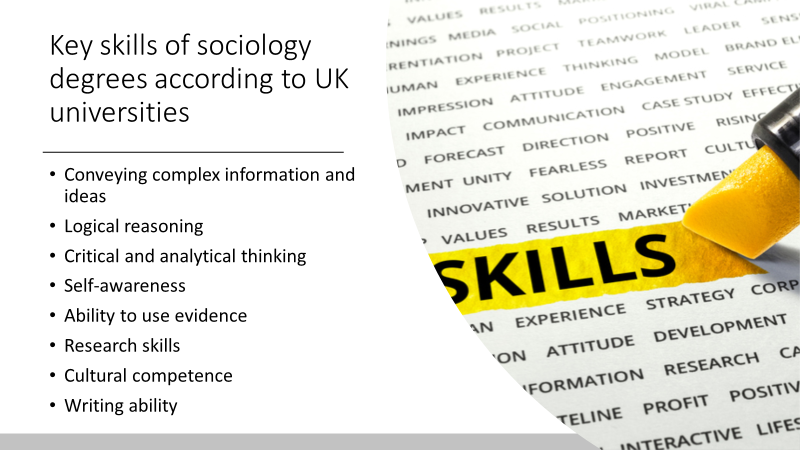 Key skills of sociology
degrees according to UK
universities
• Conveying complex information and
ideas
• Logical reasoning
• Critical and analytical thinking
• Self-awareness
• Ability to use evidence
• Research skills
• Cultural competence
• Writing ability
VALUES RESULTS
MEDIA SOCIAL POSITIONING VIRAL
PROJECT TEAMWORK LEADER
EXPERIENCE THINKING MODEL BRAND
IMPRESSION ATTITUDE ENGAGEMENT SERVICE
IMPACT COMMUNICATION CASE STUDY
FORECAST DIRECTION POSITIVE
UNITY FEARLESS REPORT
INNOVATIVE SOLUTION
VALUES RESULTS
SKILLS
EXPERIENCE STRATEGY
ATTITUDE DEVELOPMENT
RESEARCH
PROFIT
INTERACTIVE